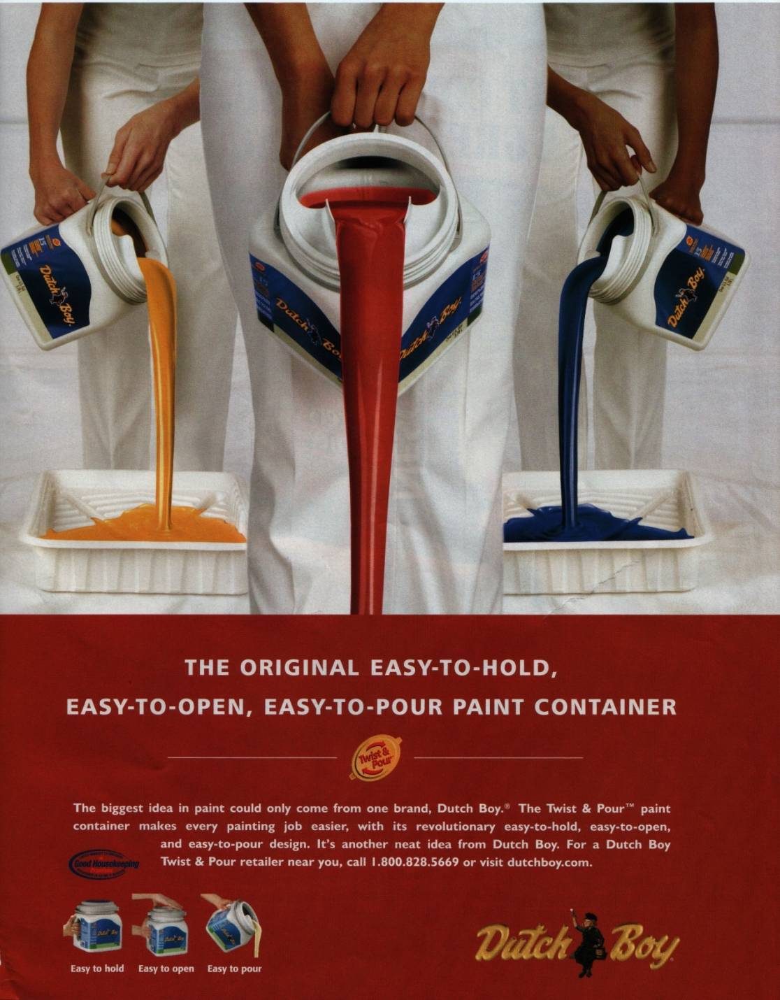 Dutch Boy.
Dutch Boy.
Dutch Boy.
Dutch Boy.
15
15
THE ORIGINAL EASY-TO-HOLD,
EASY-TO-OPEN, EASY-TO-POUR PAINT CONTAINER
Twist &
Pour
The biggest idea in paint could only come from one brand, Dutch Boy.® The Twist & Pour™ paint
container makes every painting job easier, with its revolutionary easy-to-hold, easy-to-open,
and easy-to-pour design. It's another neat idea from Dutch Boy. For a Dutch Boy
Twist & Pour retailer near you, call 1.800.828.5669 or visit dutchboy.com.
Good Housekeeping
Easy to hold Easy to open Easy to pour
Dutch Boy